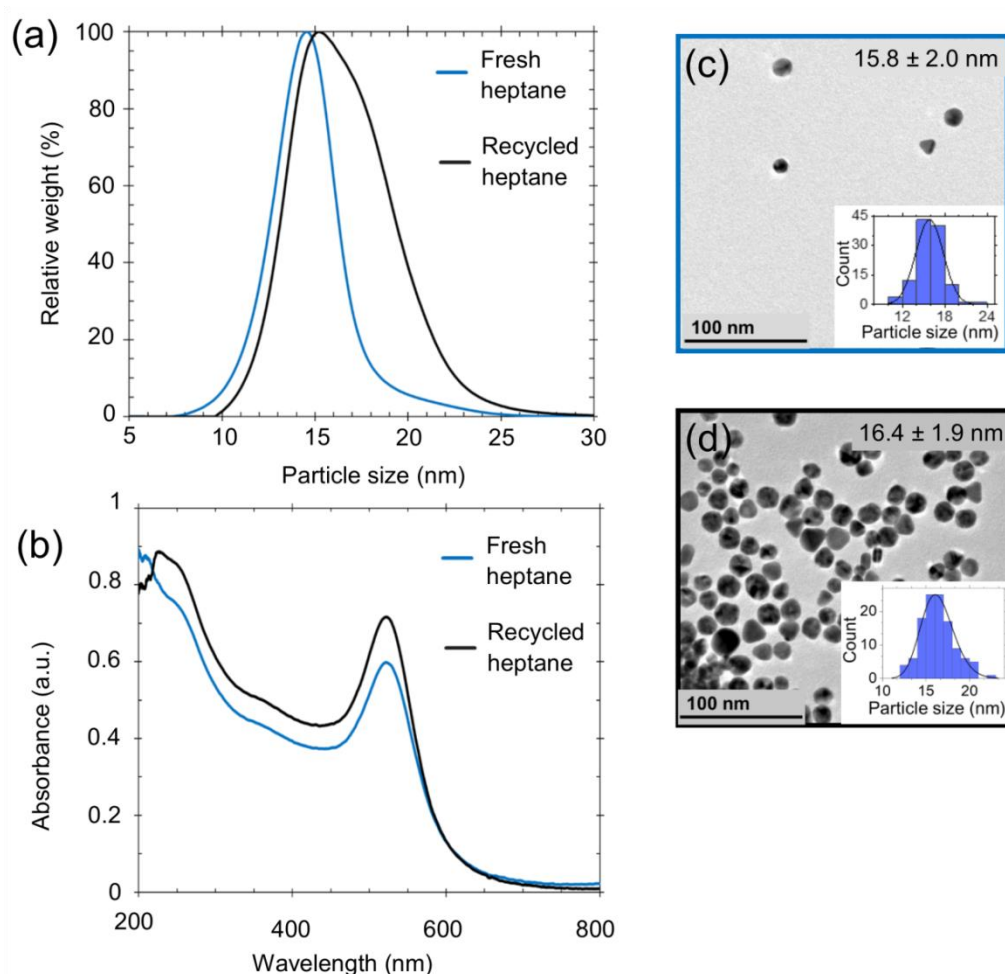 (a)
100
80
60
40
20
0
Relative weight (%)
Fresh
heptane
Recycled
heptane
5 10 15 20 25 30
Particle size (nm)
(b)
1
0.8
0.6
0.4
0.2
0
Absorbance (a.u.)
Fresh
heptane
Recycled
heptane
200 400 600 800
Wavelength (nm)
(c)
15.8 ± 2.0 nm
100 nm
45
30
15
0
Count
12 18 24
Particle size (nm)
(d)
16.4 ± 1.9 nm
100 nm
20
10
0
Count
10 15 20
Particle size (nm)